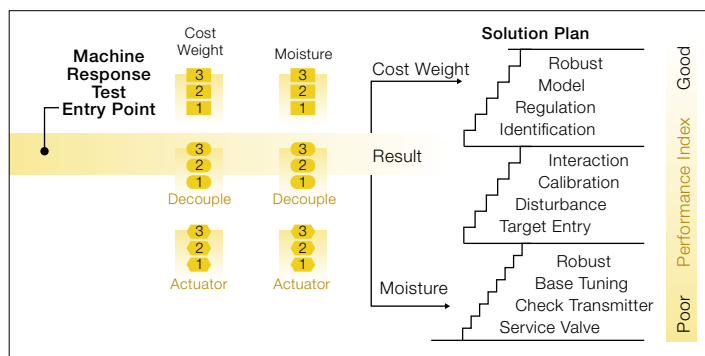 Machine
Response
Test
Entry Point
Cost
Weight
3
2
1
3
2
1
Decouple
3
2
1
Actuator
Moisture
3
2
1
3
2
1
Decouple
3
2
1
Actuator
Cost Weight
Result
Moisture
Solution Plan
Robust
Model
Regulation
Identification
Interaction
Calibration
Disturbance
Target Entry
Robust
Base Tuning
Check Transmitter
Service Valve
Good
Performance Index
Poor